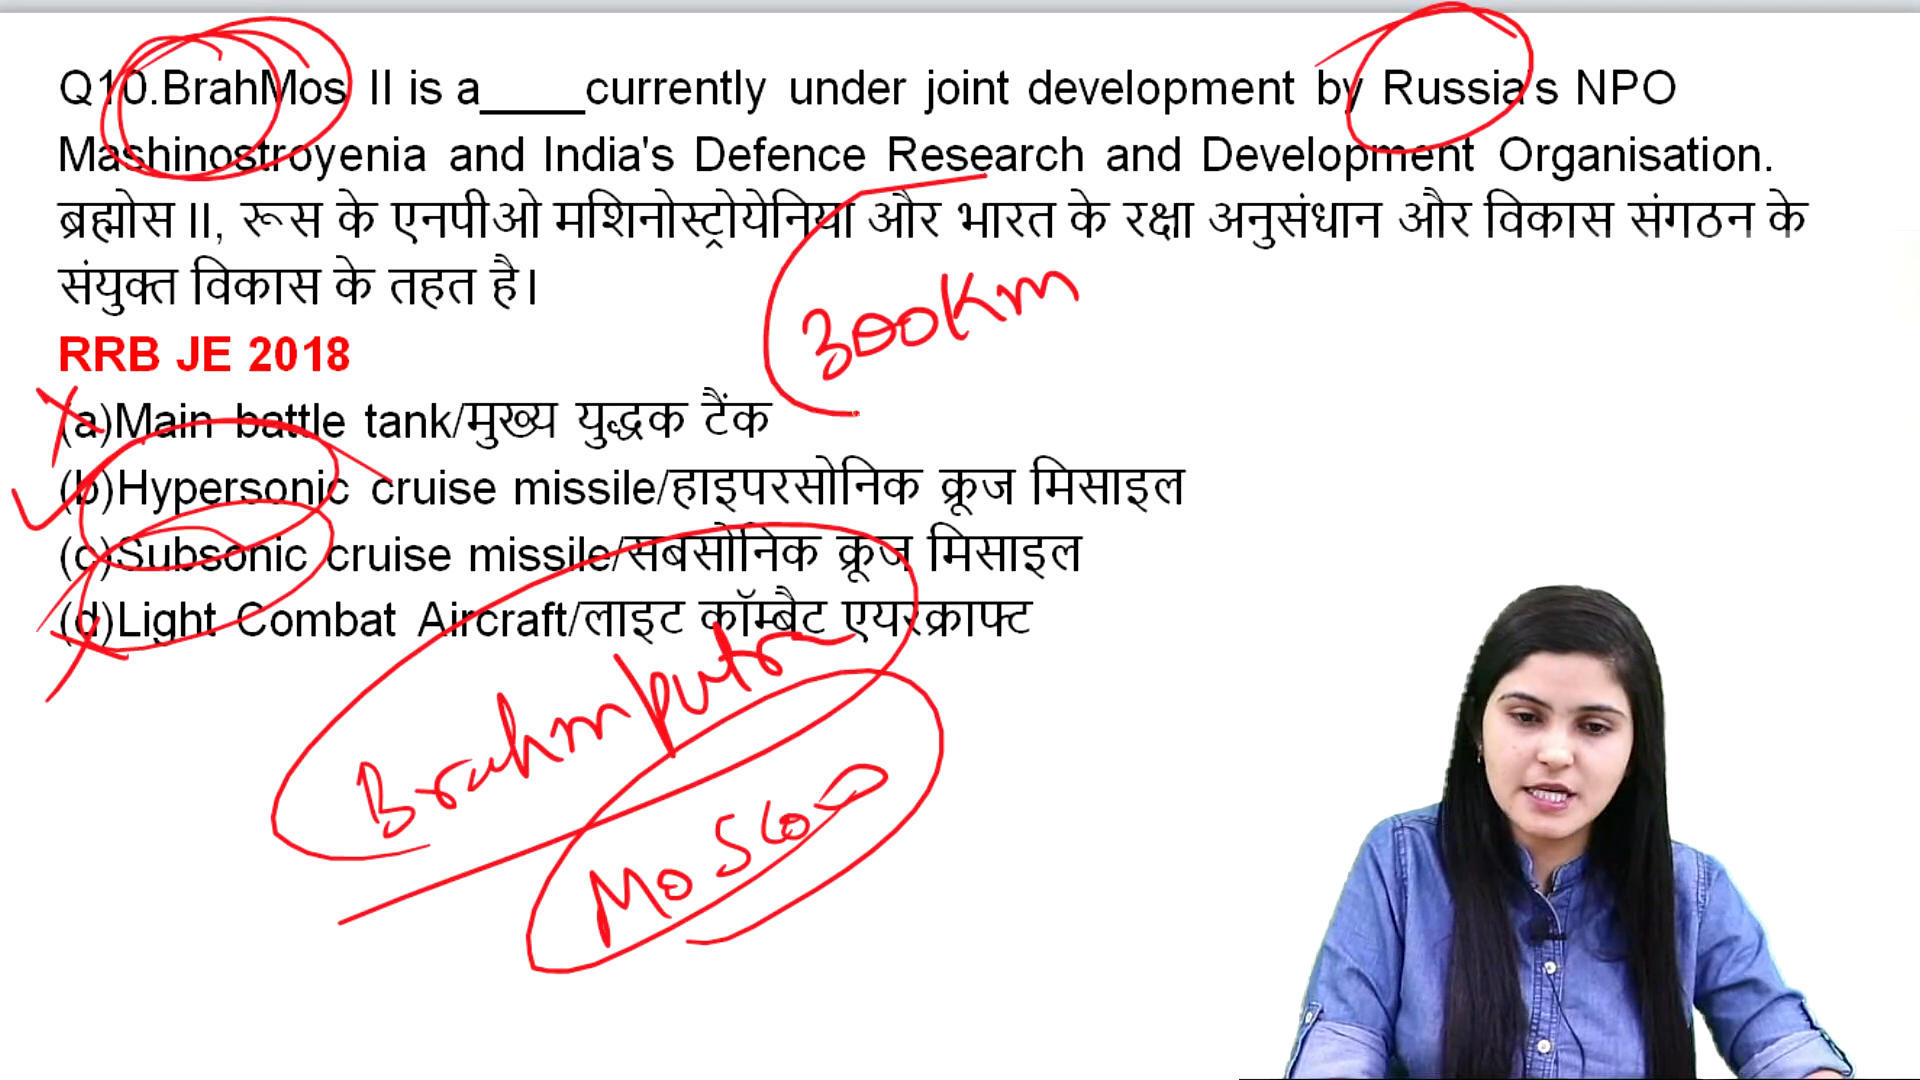 Q10.BrahMos II is a____currently under joint development by Russia's NPO
Mashinostroyenia and India's Defence Research and Development Organisation.
ब्रह्मोस II, रूस के एनपीओ मशिनोस्ट्रोयेनिया और भारत के रक्षा अनुसंधान और विकास संगठन के
संयुक्त विकास के तहत है।
300Km
RRB JE 2018
(a)Main battle tank/मुख्य युद्धक टैंक
(b)Hypersonic cruise missile/हाइपरसोनिक क्रूज मिसाइल
(c)Subsonic cruise missile/सबसोनिक क्रूज मिसाइल
(d)Light Combat Aircraft/लाइट कॉम्बैट एयरक्राफ्ट
Brahmputra
Moscow